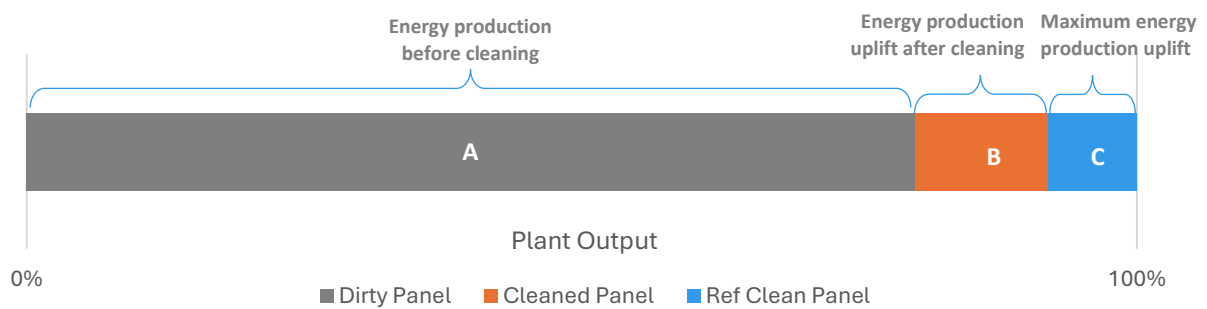 Energy production
before cleaning
Energy production
uplift after cleaning
Maximum energy
production uplift
A
B
C
Plant Output
0%
100%
Dirty Panel
Cleaned Panel
Ref Clean Panel